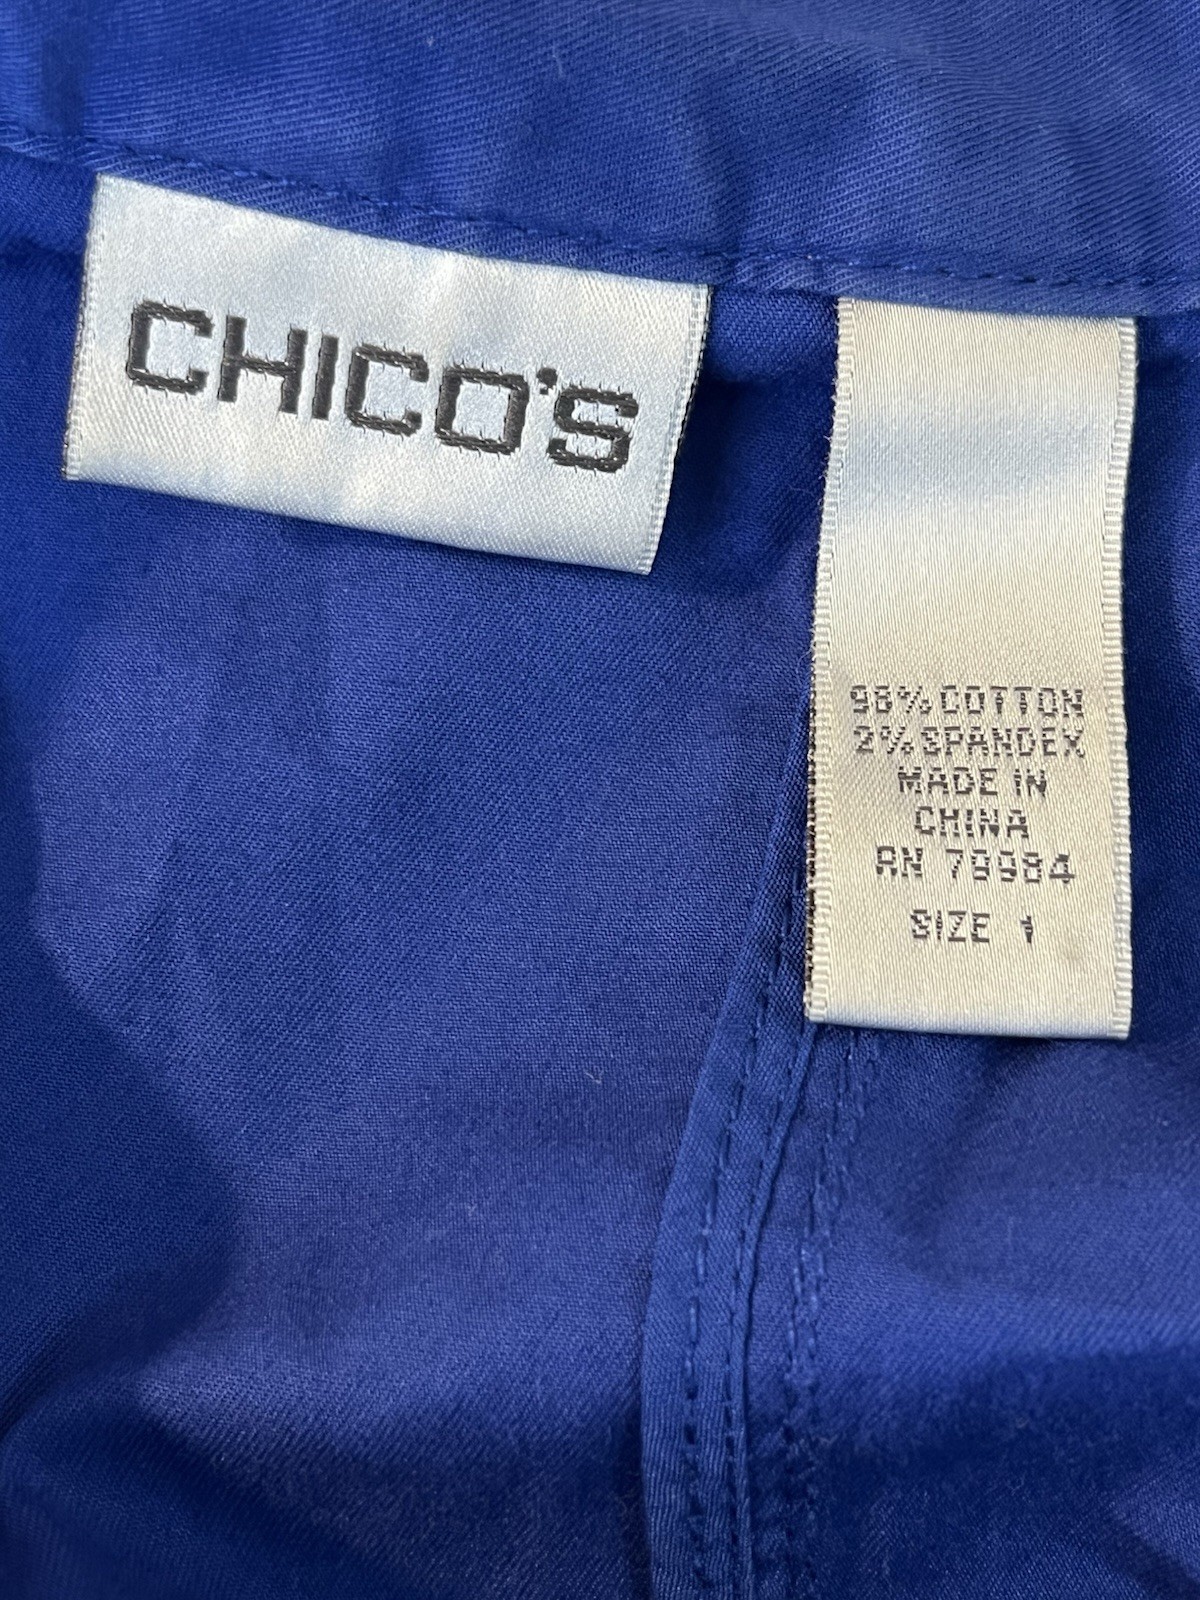 CHICO'S
98% COTTON
2% SPANDEX
MADE IN
CHINA
RN 79984
SIZE 1